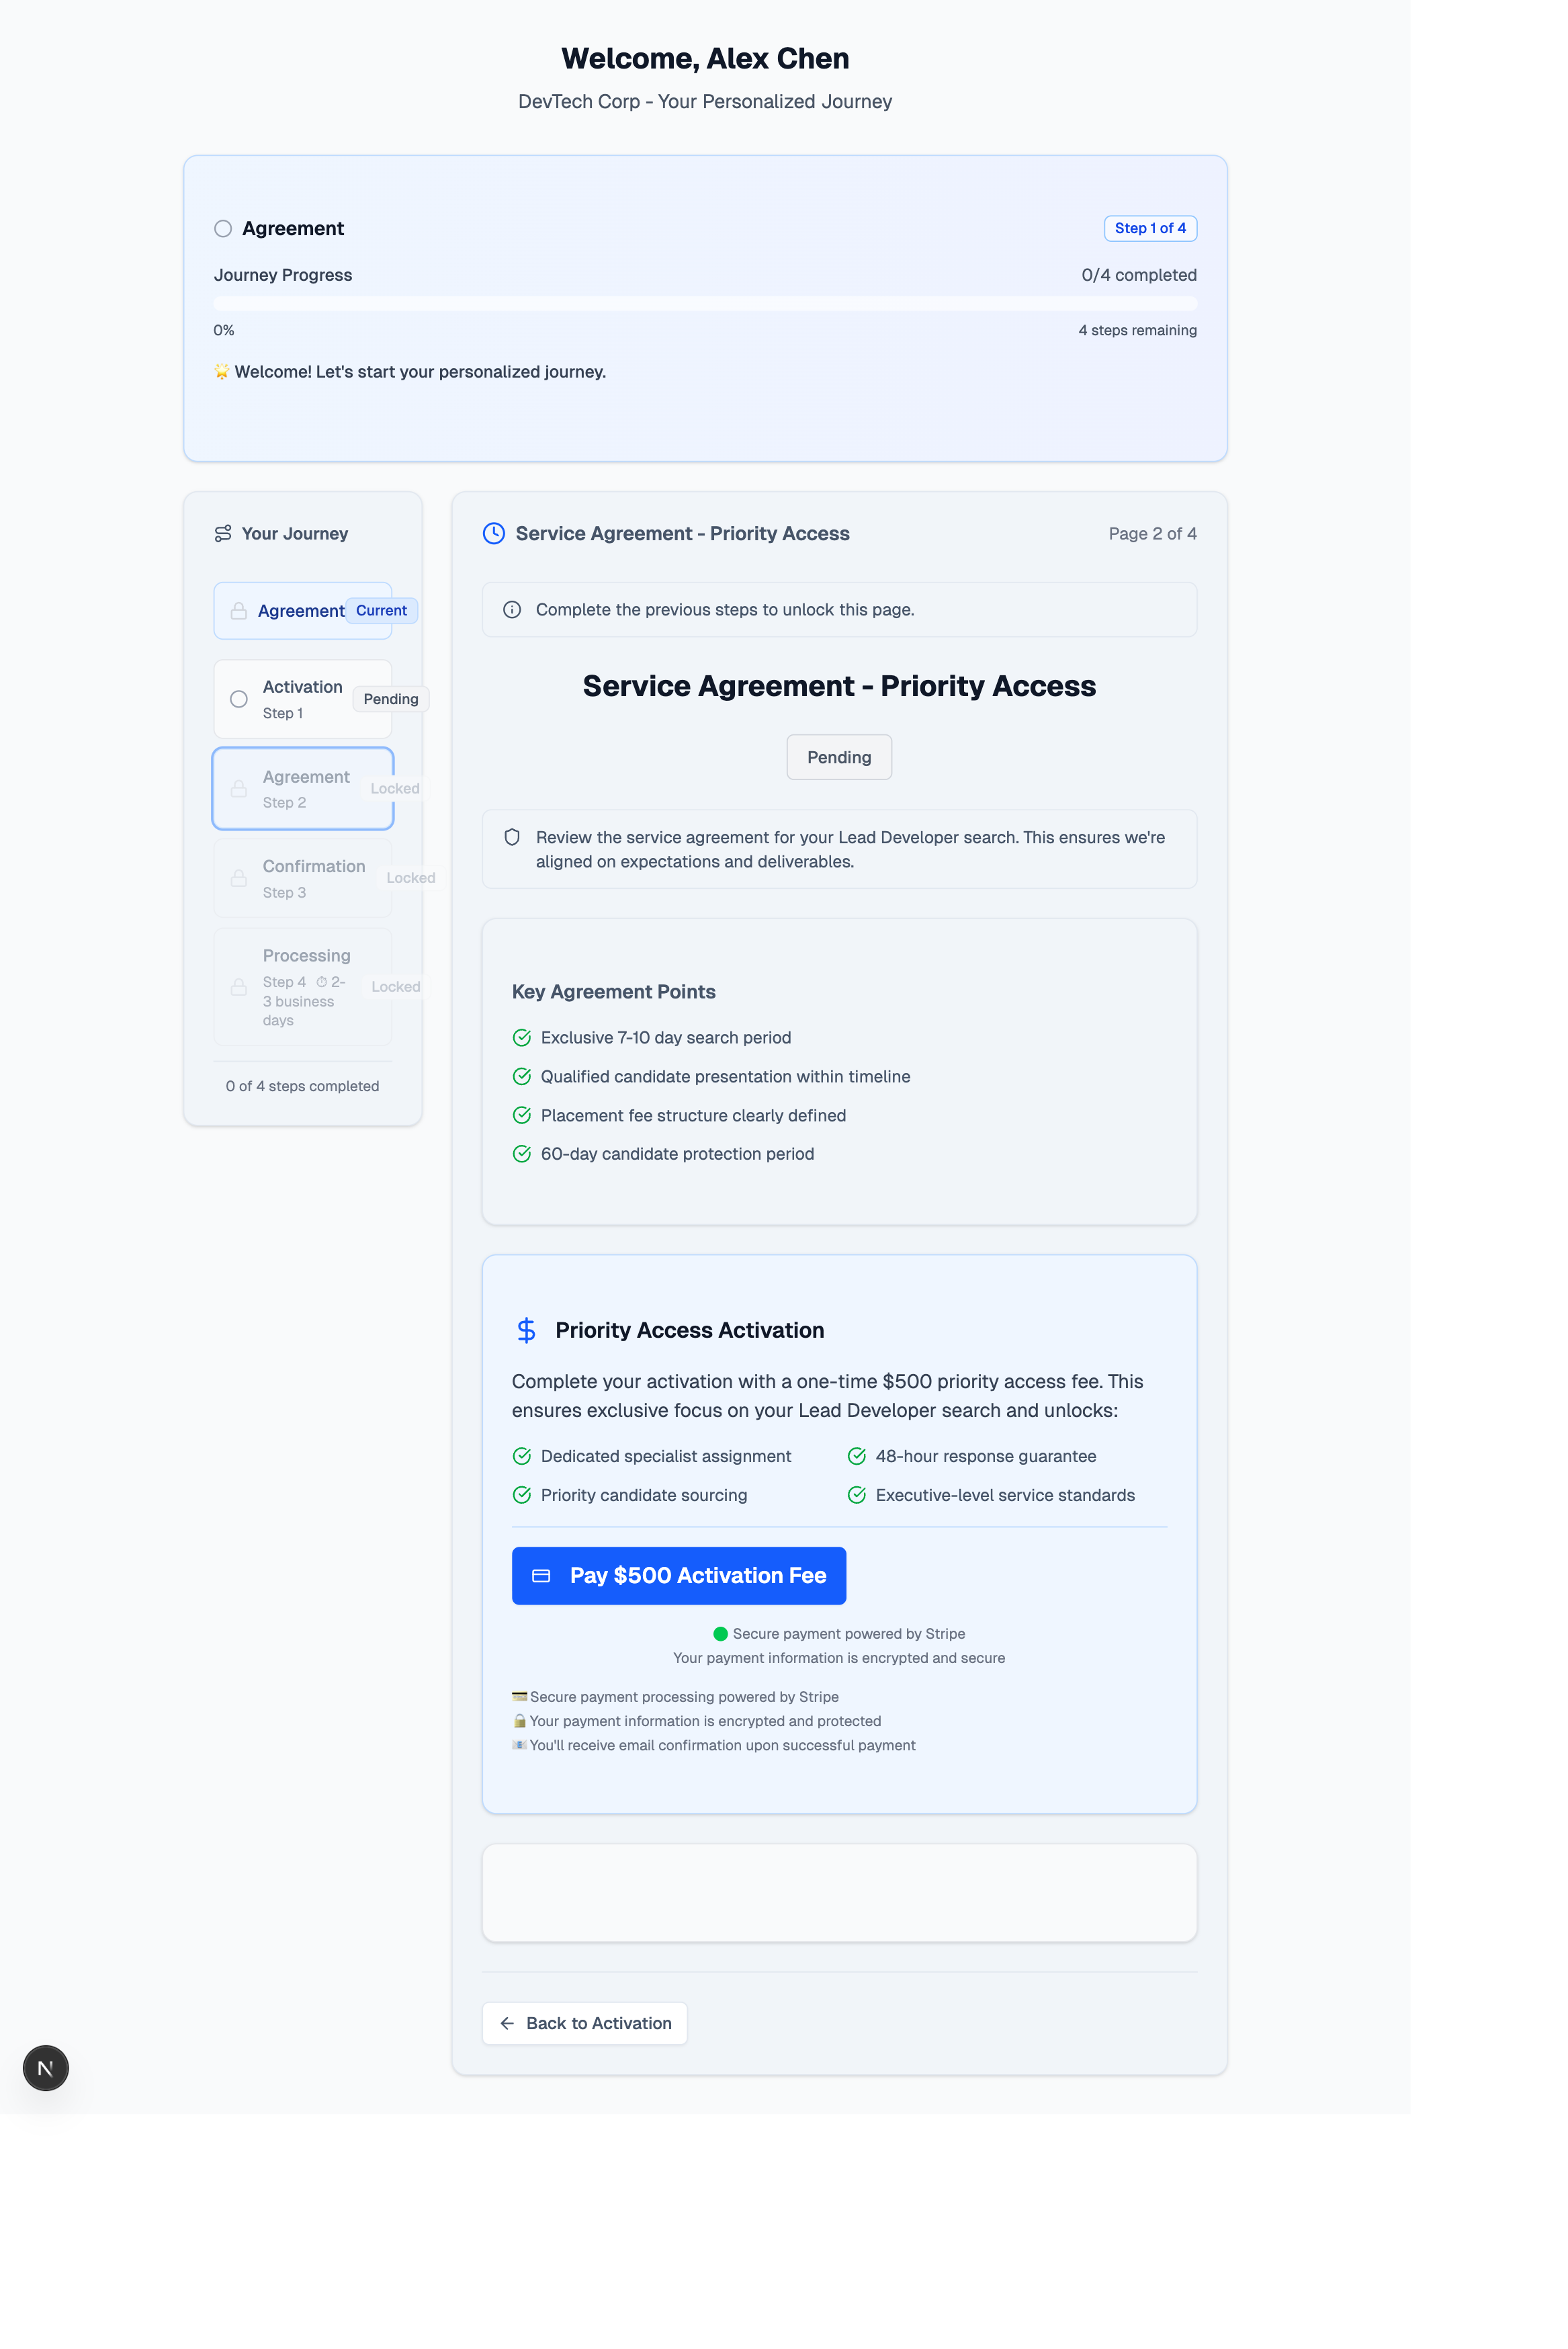 Welcome, Alex Chen
DevTech Corp - Your Personalized Journey
Agreement
Step 1 of 4
Journey Progress
0/4 completed
0%
4 steps remaining
🌟 Welcome! Let's start your personalized journey.
Your Journey
Agreement
Current
Activation
Step 1
Pending
Agreement
Step 2
Locked
Confirmation
Step 3
Locked
Processing
Step 4 ⏱ 2-
3 business
days
Locked
0 of 4 steps completed
Service Agreement - Priority Access
Page 2 of 4
Complete the previous steps to unlock this page.
Service Agreement - Priority Access
Pending
Review the service agreement for your Lead Developer search. This ensures we're
aligned on expectations and deliverables.
Key Agreement Points
Exclusive 7-10 day search period
Qualified candidate presentation within timeline
Placement fee structure clearly defined
60-day candidate protection period
Priority Access Activation
Complete your activation with a one-time $500 priority access fee. This
ensures exclusive focus on your Lead Developer search and unlocks:
Dedicated specialist assignment
48-hour response guarantee
Priority candidate sourcing
Executive-level service standards
Pay $500 Activation Fee
Secure payment powered by Stripe
Your payment information is encrypted and secure
💳 Secure payment processing powered by Stripe
🔒 Your payment information is encrypted and protected
📧 You'll receive email confirmation upon successful payment
Back to Activation
N